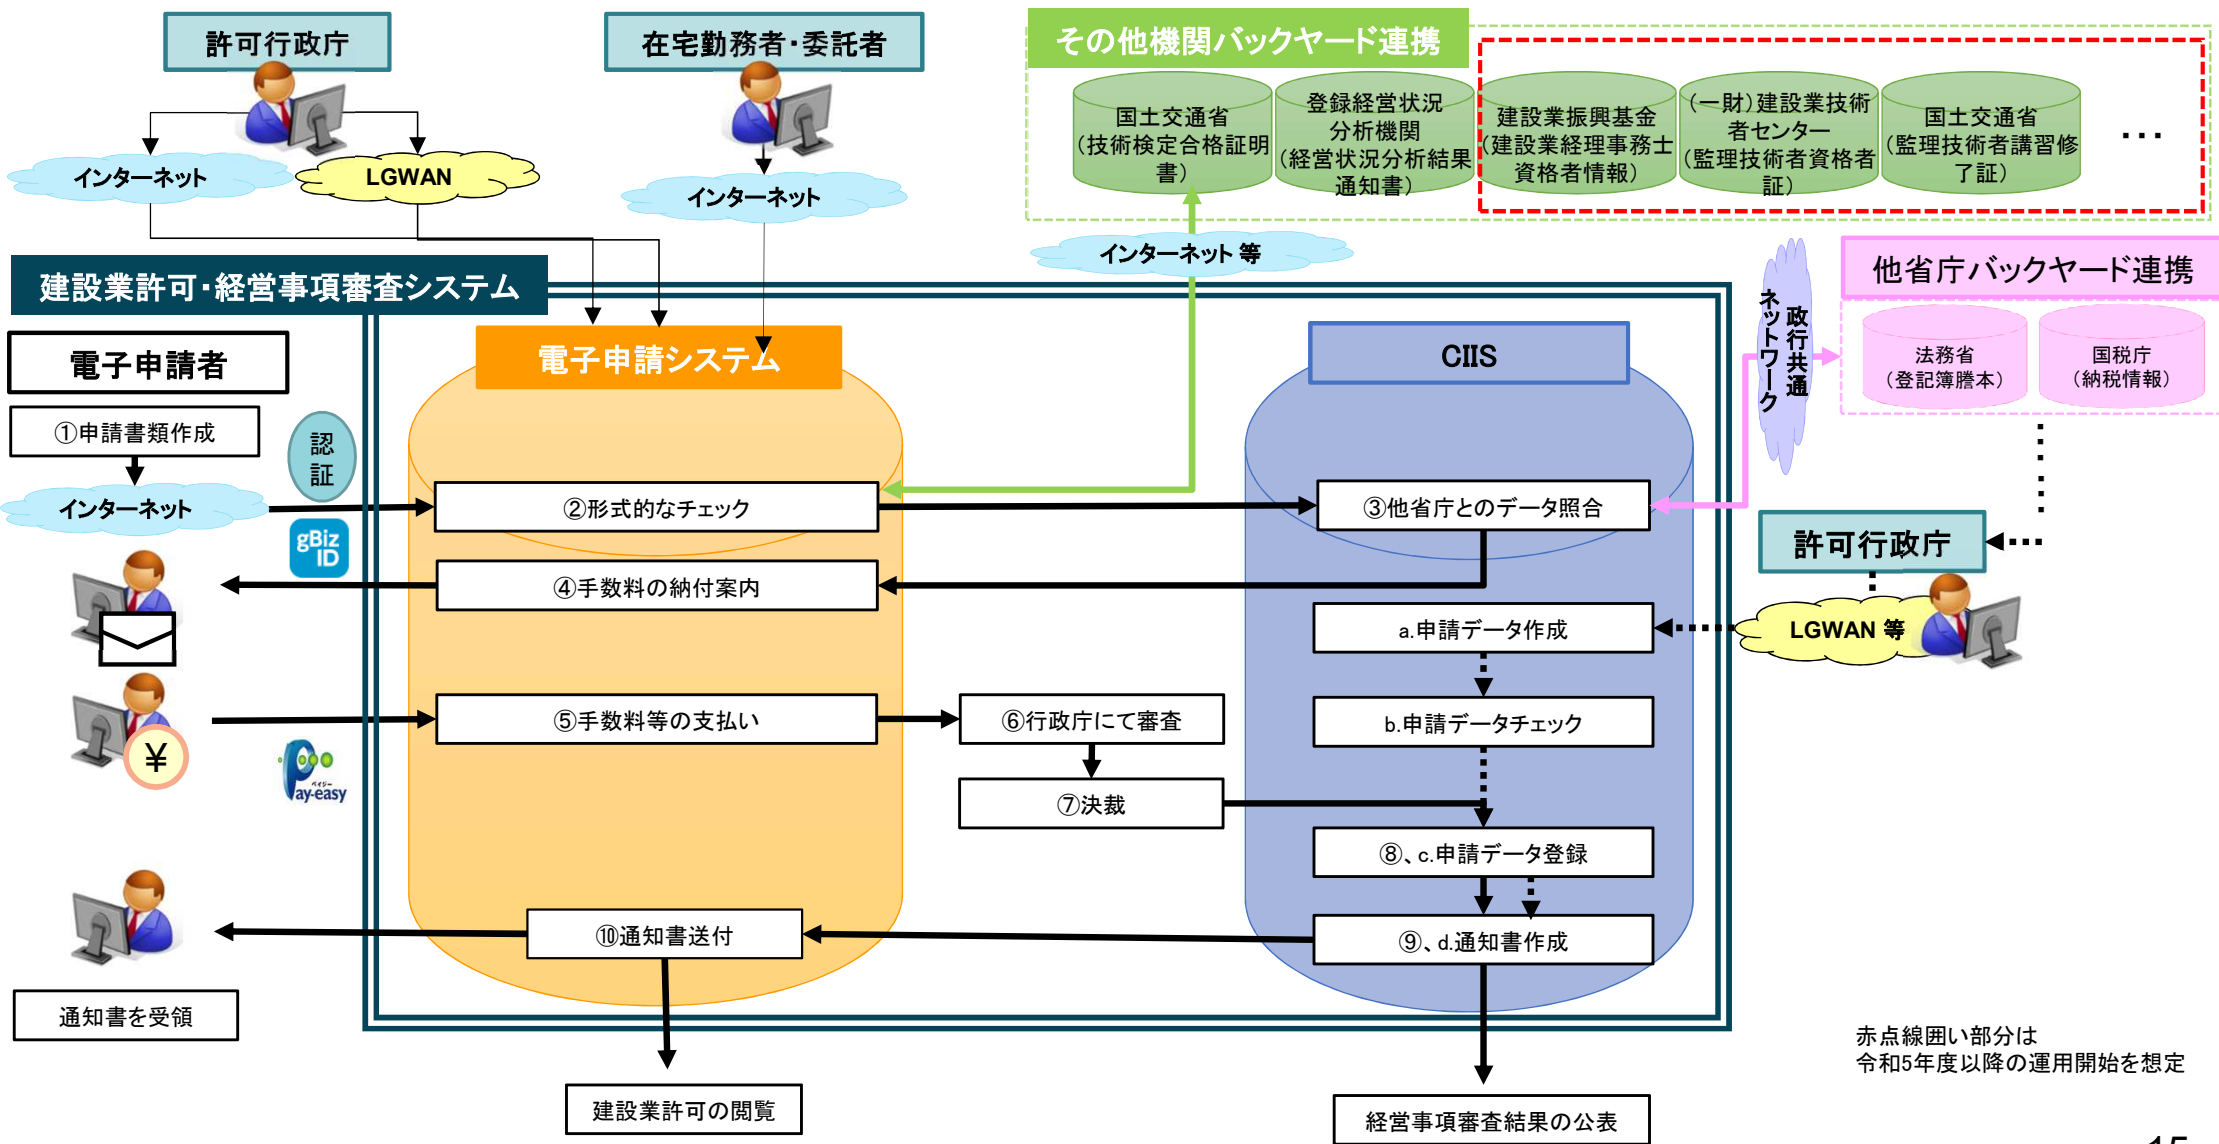 許可行政庁
在宅勤務者・委託者
その他機関バックヤード連携
国土交通省
（技術検定合格証明
書）
登録経営状況
分析機関
（経営状況分析結果
通知書）
建設業振興基金
（建設業経理事務士
資格者情報）
（一財）建設業技術
者センター
（監理技術者資格者
証）
国土交通省
（監理技術者講習修
了証）
・・・
インターネット
LGWAN
インターネット
インターネット 等
建設業許可・経営事項審査システム
政行共通
ネットワーク
他省庁バックヤード連携
法務省
（登記簿謄本）
国税庁
（納税情報）
電子申請者
電子申請システム
CIIS
①申請書類作成
認
証
インターネット
gBiz
ID
②形式的なチェック
③他省庁とのデータ照合
許可行政庁
④手数料の納付案内
a.申請データ作成
LGWAN 等
⑤手数料等の支払い
⑥行政庁にて審査
b.申請データチェック
¥
ペイジー
Pay-easy
⑦決裁
⑧、c.申請データ登録
⑩通知書送付
⑨、d.通知書作成
通知書を受領
赤点線囲い部分は
令和5年度以降の運用開始を想定
建設業許可の閲覧
経営事項審査結果の公表
15